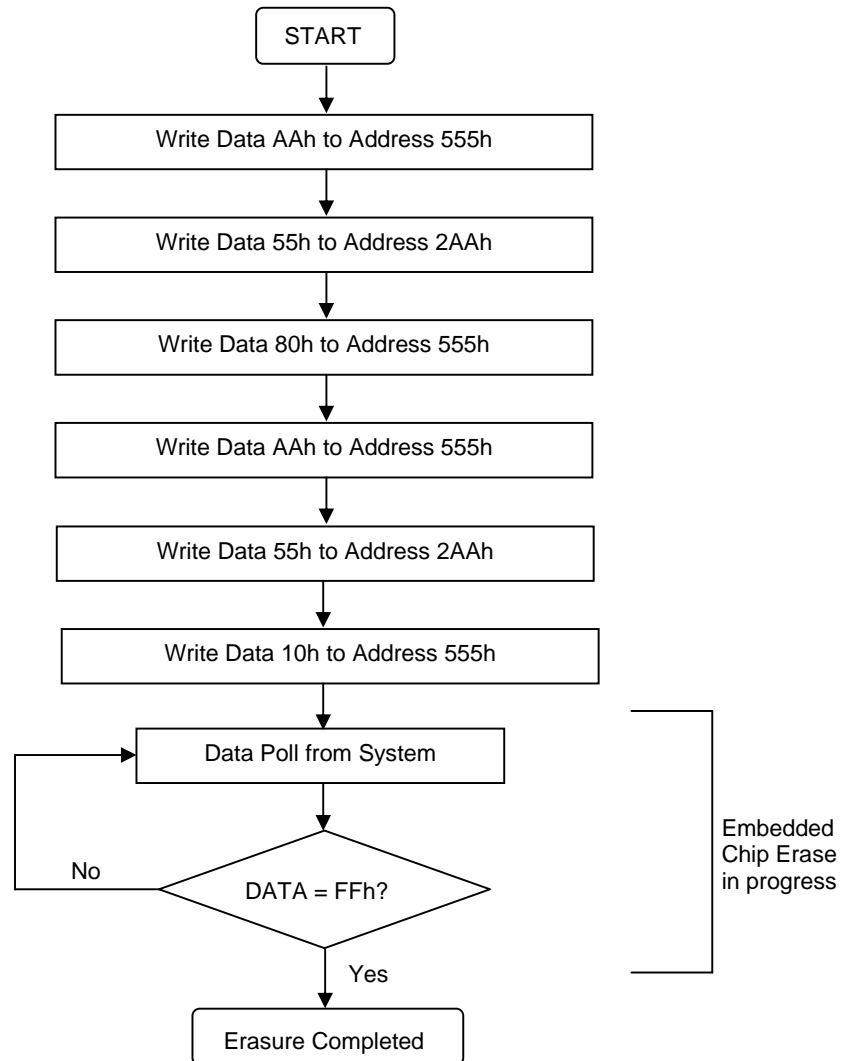 START
Write Data AAh to Address 555h
Write Data 55h to Address 2AAh
Write Data 80h to Address 555h
Write Data AAh to Address 555h
Write Data 55h to Address 2AAh
Write Data 10h to Address 555h
Data Poll from System
Embedded
Chip Erase
in progress
No
DATA = FFh?
Yes
Erasure Completed